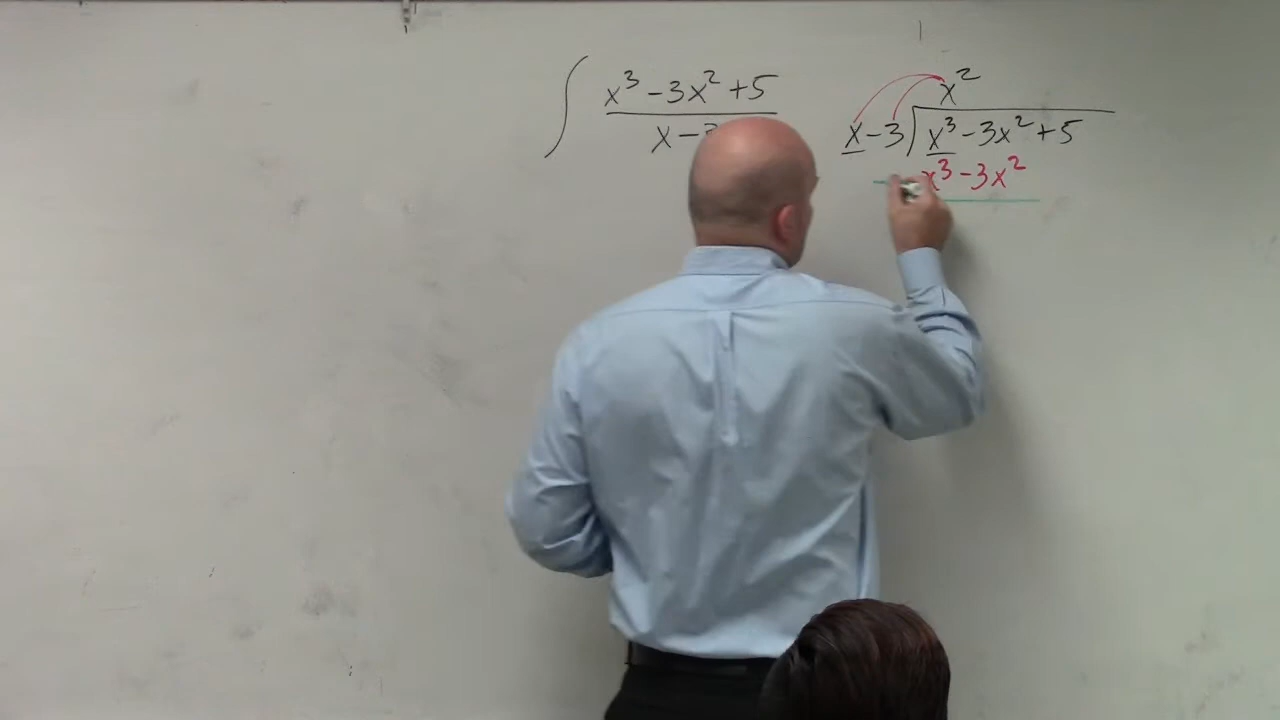 ∫ x³ - 3x² + 5
x -
x²
x - 3 ) x³ - 3x² + 5
- x³ - 3x²